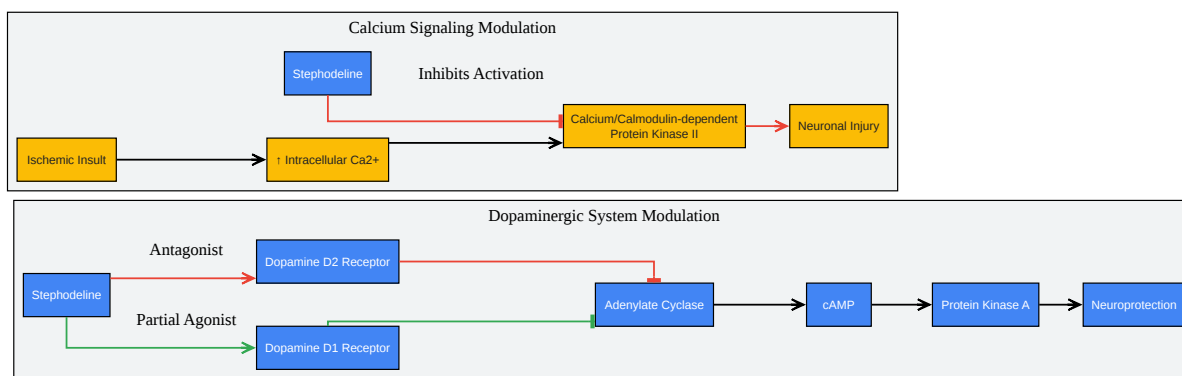 Calcium Signaling Modulation
Stephodeline
Inhibits Activation
Calcium/Calmodulin-dependent
Protein Kinase II
Neuronal Injury
Ischemic Insult
↑ Intracellular Ca2+
Dopaminergic System Modulation
Antagonist
Dopamine D2 Receptor
Stephodeline
Adenylate Cyclase
cAMP
Protein Kinase A
Neuroprotection
Partial Agonist
Dopamine D1 Receptor